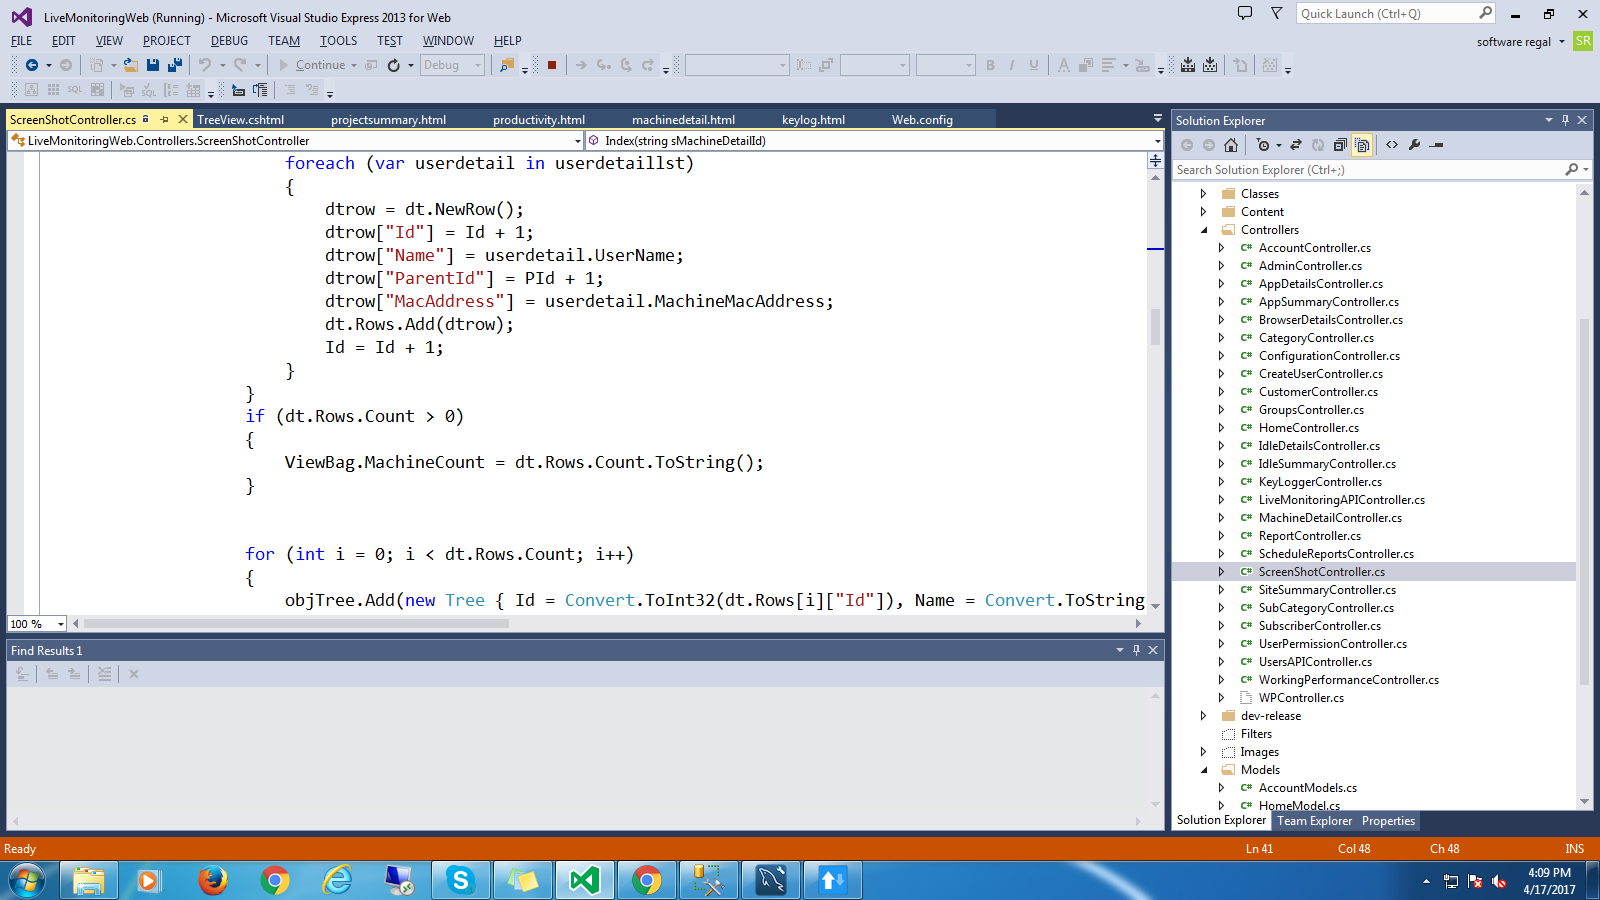 LiveMonitoringWeb (Running) - Microsoft Visual Studio Express 2013 for Web
Quick Launch (Ctrl+Q)
FILE EDIT VIEW PROJECT DEBUG TEAM TOOLS TEST WINDOW HELP
software regal SR
Continue Debug
B I U A
SQL
ScreenShotController.cs TreeView.cshtml projectsummary.html productivity.html machinedetail.html keylog.html Web.config
LiveMonitoringWeb.Controllers.ScreenShotController Index(string sMachineDetailId)
foreach (var userdetail in userdetaillst)
{
dtrow = dt.NewRow();
dtrow["Id"] = Id + 1;
dtrow["Name"] = userdetail.UserName;
dtrow["ParentId"] = PId + 1;
dtrow["MacAddress"] = userdetail.MachineMacAddress;
dt.Rows.Add(dtrow);
Id = Id + 1;
}
}
if (dt.Rows.Count > 0)
{
ViewBag.MachineCount = dt.Rows.Count.ToString();
}
for (int i = 0; i < dt.Rows.Count; i++)
{
objTree.Add(new Tree { Id = Convert.ToInt32(dt.Rows[i]["Id"]), Name = Convert.ToString
100 %
Find Results 1
Solution Explorer
Search Solution Explorer (Ctrl+;)
Classes
Content
Controllers
C# AccountController.cs
C# AdminController.cs
C# AppDetailsController.cs
C# AppSummaryController.cs
C# BrowserDetailsController.cs
C# CategoryController.cs
C# ConfigurationController.cs
C# CreateUserController.cs
C# CustomerController.cs
C# GroupsController.cs
C# HomeController.cs
C# IdleDetailsController.cs
C# IdleSummaryController.cs
C# KeyLoggerController.cs
C# LiveMonitoringAPIController.cs
C# MachineDetailController.cs
C# ReportController.cs
C# ScheduleReportsController.cs
C# ScreenShotController.cs
C# SiteSummaryController.cs
C# SubCategoryController.cs
C# SubscriberController.cs
C# UserPermissionController.cs
C# UsersAPIController.cs
C# WorkingPerformanceController.cs
WPController.cs
dev-release
Filters
Images
Models
C# AccountModels.cs
C# HomeModel.cs
Solution Explorer Team Explorer Properties
Ready Ln 41 Col 48 Ch 48 INS
4:09 PM
4/17/2017